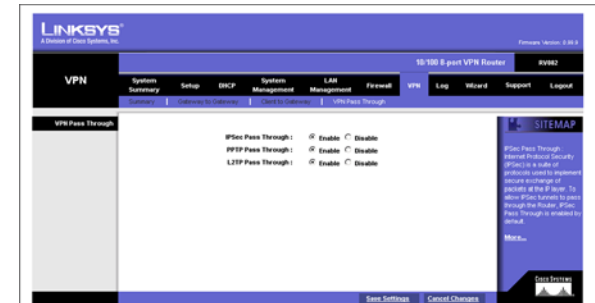 LINKSYS®
A Division of Cisco Systems, Inc.
10/100 8-port VPN Router RV082
VPN
System Summary Setup DHCP System Management LAN Management Firewall VPN Log Wizard Support Logout
Summary | Gateway to Gateway | Client to Gateway | VPN Pass Through
VPN Pass Through
IPSec Pass Through : Enable Disable
PPTP Pass Through : Enable Disable
L2TP Pass Through : Enable Disable
SITEMAP
IPSec Pass Through :
Internet Protocol Security
(IPSec) is a suite of
protocols used to implement
secure exchange of
packets at the IP layer. To
allow IPSec tunnels to pass
through the Router, IPSec
Pass Through is enabled by
default.
More...
Cisco Systems
Save Settings Cancel Changes